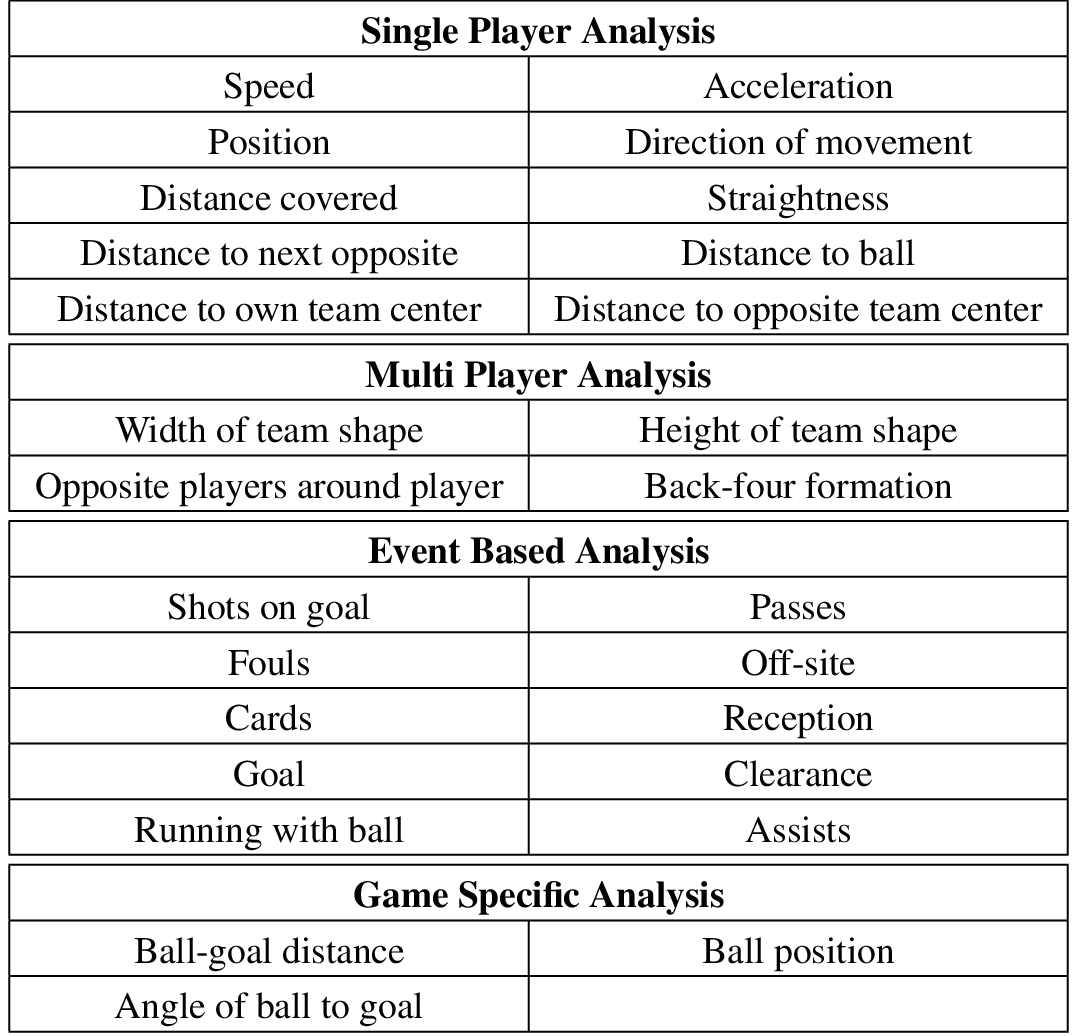 Single Player Analysis
Speed Acceleration
Position Direction of movement
Distance covered Straightness
Distance to next opposite Distance to ball
Distance to own team center Distance to opposite team center
Multi Player Analysis
Width of team shape Height of team shape
Opposite players around player Back-four formation
Event Based Analysis
Shots on goal Passes
Fouls Off-site
Cards Reception
Goal Clearance
Running with ball Assists
Game Specific Analysis
Ball-goal distance Ball position
Angle of ball to goal